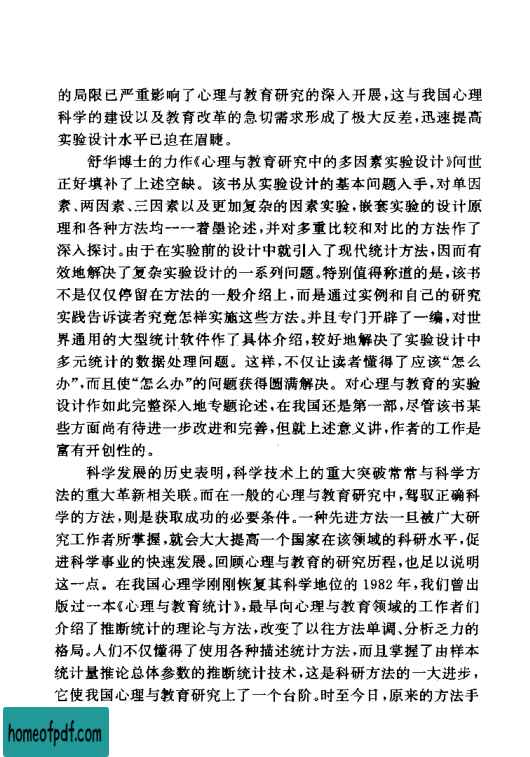 的局限已严重影响了心理与教育研究的深入开展,这与我国心理
科学的建设以及教育改革的急切需求形成了极大反差,迅速提高
实验设计水平已迫在眉睫。
舒华博士的力作《心理与教育研究中的多因素实验设计》问世
正好填补了上述空缺。该书从实验设计的基本问题入手,对单因
素、两因素、三因素以及更加复杂的因素实验,嵌套实验的设计原
理和各种方法均一一着墨论述,并对多重比较和对比的方法作了
深入探讨。由于在实验前的设计中就引入了现代统计方法,因而有
效地解决了复杂实验设计的一系列问题。特别值得称道的是,该书
不是仅仅停留在方法的一般介绍上,而是通过实例和自己的研究
实践告诉读者究竟怎样实施这些方法。并且专门开辟了一编,对世
界通用的大型统计软件作了具体介绍,较好地解决了实验设计中
多元统计的数据处理问题。这样,不仅让读者懂得了应该“怎么
办”,而且使“怎么办”的问题获得圆满解决。对心理与教育的实验
设计作如此完整深入地专题论述,在我国还是第一部,尽管该书某
些方面尚有待进一步改进和完善,但就上述意义讲,作者的工作是
富有开创性的。
科学发展的历史表明,科学技术上的重大突破常常与科学方
法的重大革新相关联。而在一般的心理与教育研究中,驾驭正确科
学的方法,则是获取成功的必要条件。一种先进方法一旦被广大研
究工作者所掌握,就会大大提高一个国家在该领域的科研水平,促
进科学事业的快速发展。回顾心理与教育的研究历程,也足以说明
这一点。在我国心理学刚刚恢复其科学地位的1982年,我们曾出
版过一本《心理与教育统计》,最早向心理与教育领域的工作者们
介绍了推断统计的理论与方法,改变了以往方法单调、分析乏力的
格局。人们不仅懂得了使用各种描述统计方法,而且掌握了由样本
统计量推论总体参数的推断统计技术,这是科研方法的一大进步,
它使我国心理与教育研究上了一个台阶。时至今日,原来的方法手
homeofpdf.com